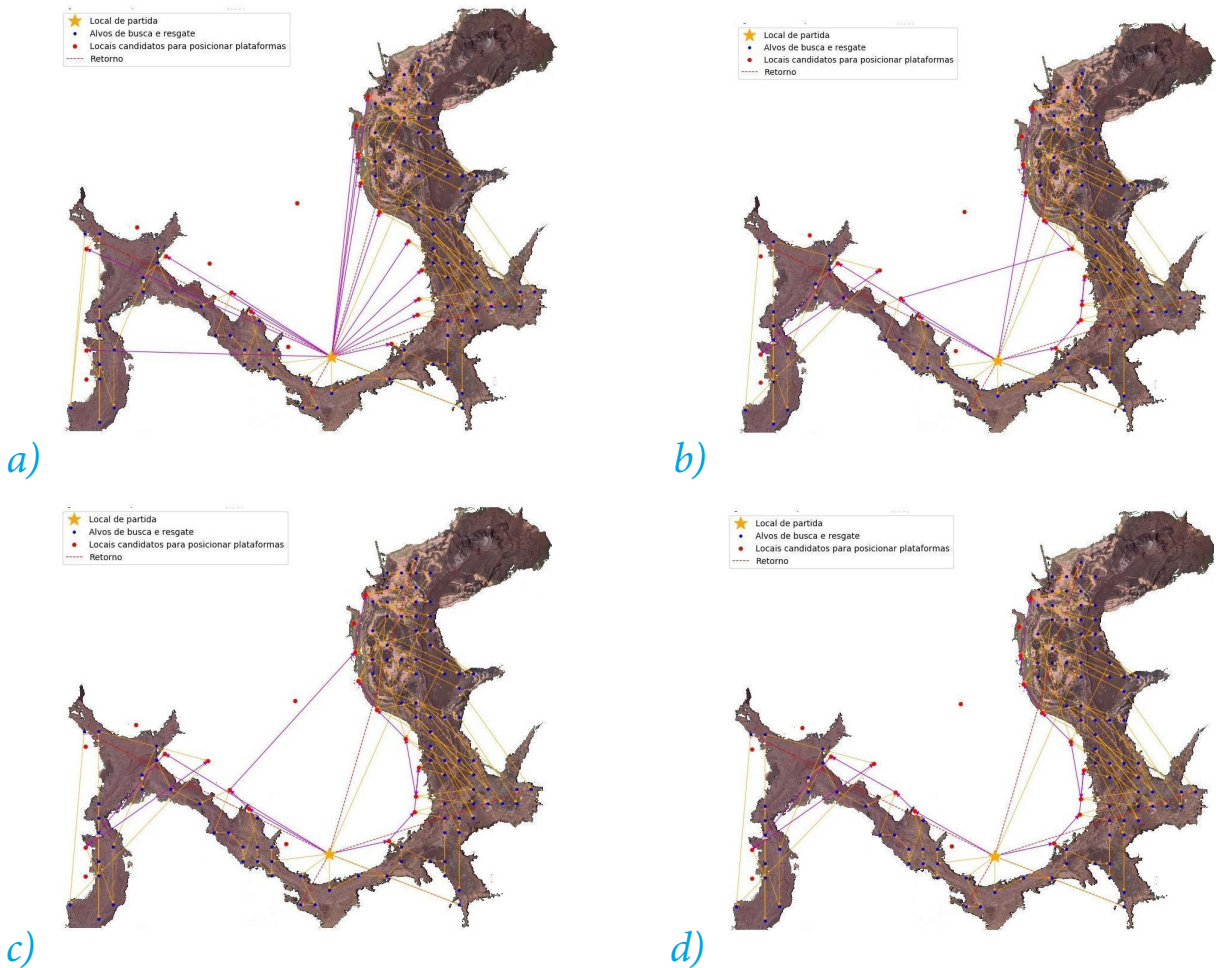 Local de partida
Alvos de busca e resgate
Locais candidatos para posicionar plataformas
Retorno
a)
Local de partida
Alvos de busca e resgate
Locais candidatos para posicionar plataformas
Retorno
b)
Local de partida
Alvos de busca e resgate
Locais candidatos para posicionar plataformas
Retorno
c)
Local de partida
Alvos de busca e resgate
Locais candidatos para posicionar plataformas
Retorno
d)